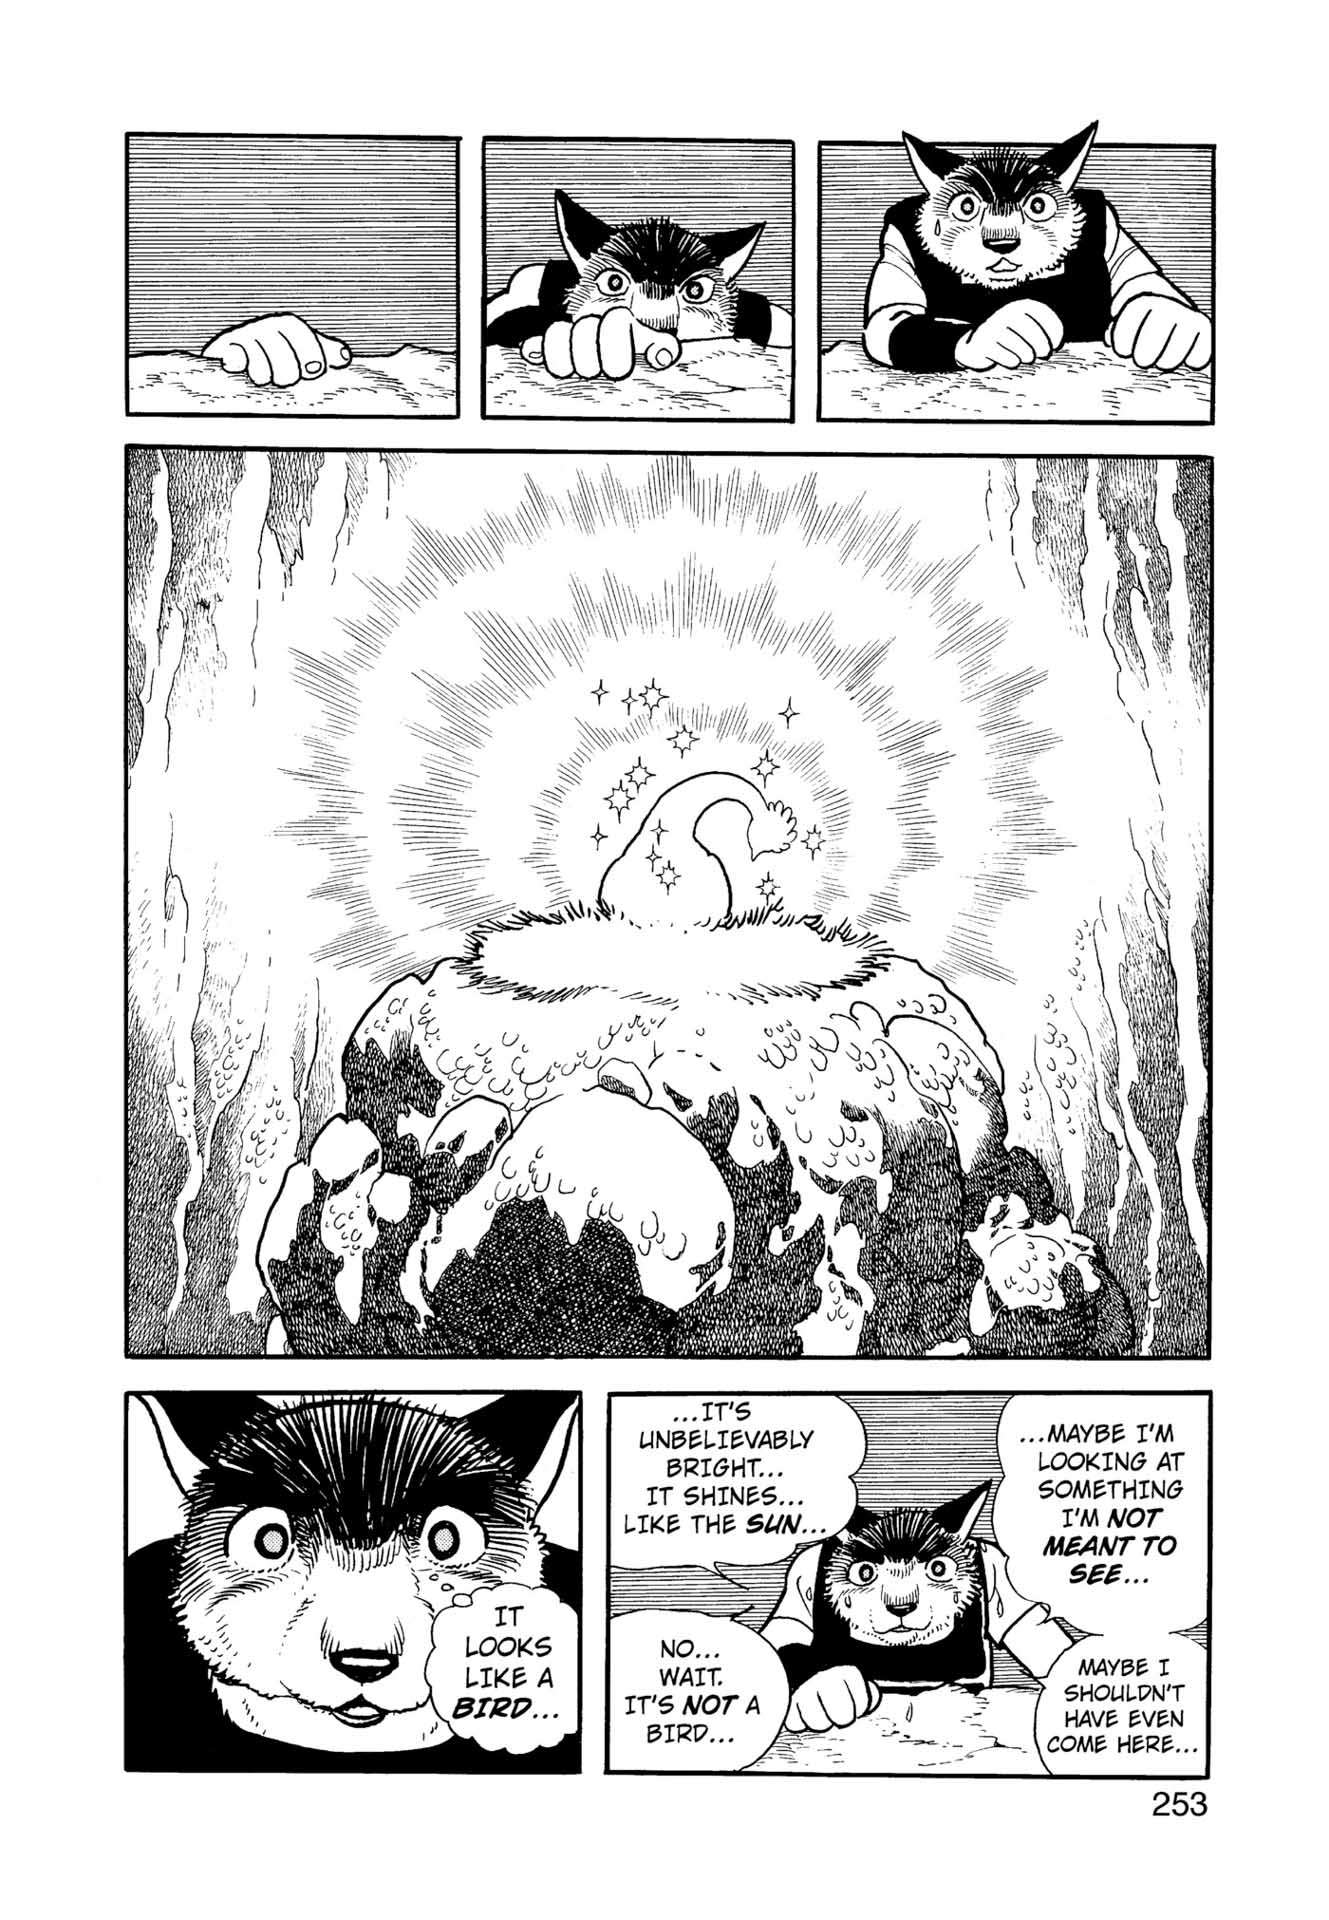 IT
LOOKS
LIKE A
BIRD...
...IT'S
UNBELIEVABLY
BRIGHT...
IT SHINES...
LIKE THE SUN...
NO...
WAIT.
IT'S NOT A
BIRD...
...MAYBE I'M
LOOKING AT
SOMETHING
I'M NOT
MEANT TO
SEE...
MAYBE I
SHOULDN'T
HAVE EVEN
COME HERE...
253